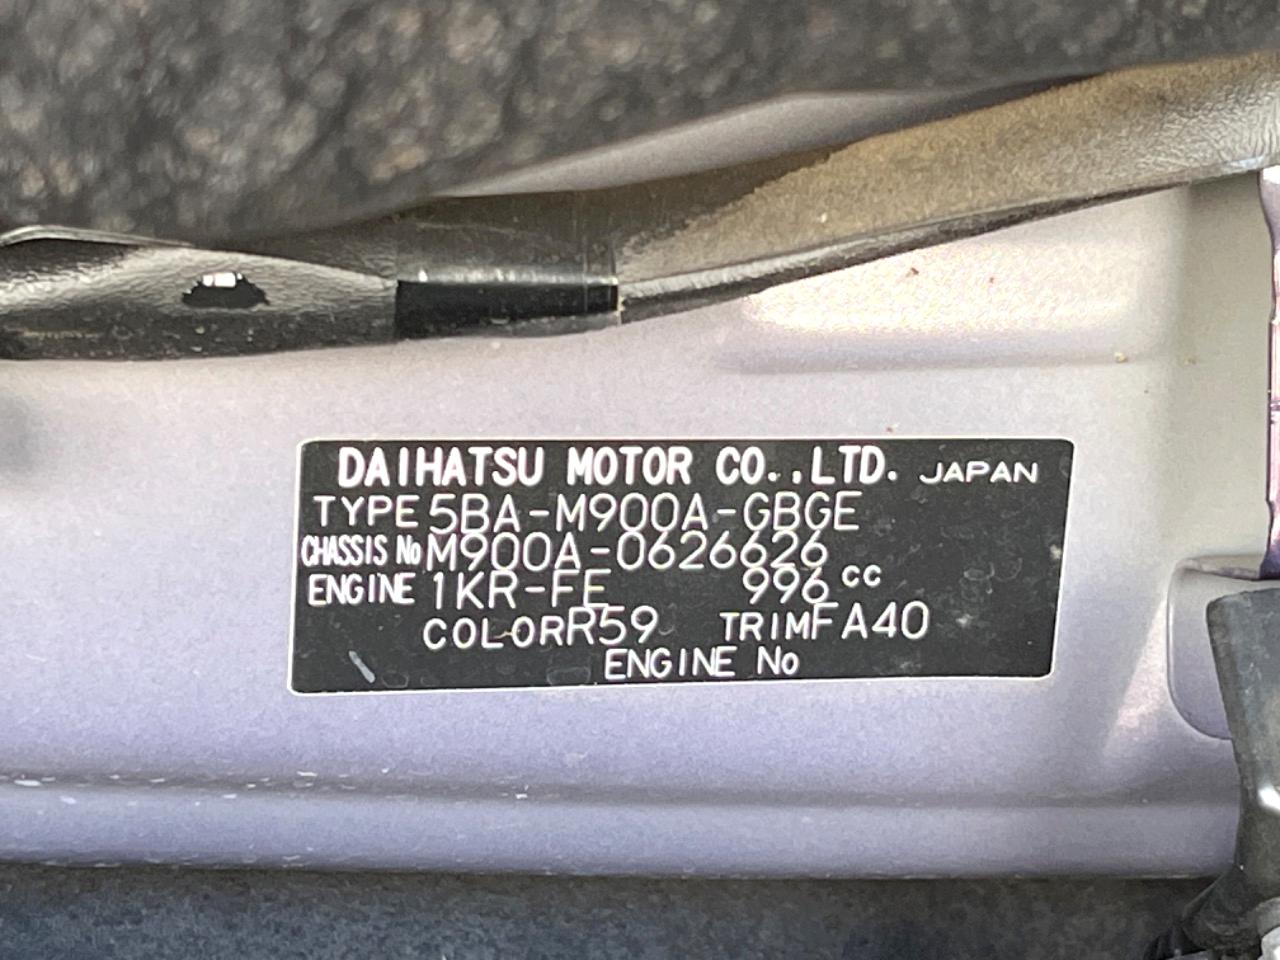 DAIHATSU MOTOR CO.,LTD. JAPAN
TYPE 5BA-M900A-GBGE
CHASSIS No M900A-0626626
ENGINE 1KR-FE 996 cc
COLOR R59 TRIM FA40
ENGINE No